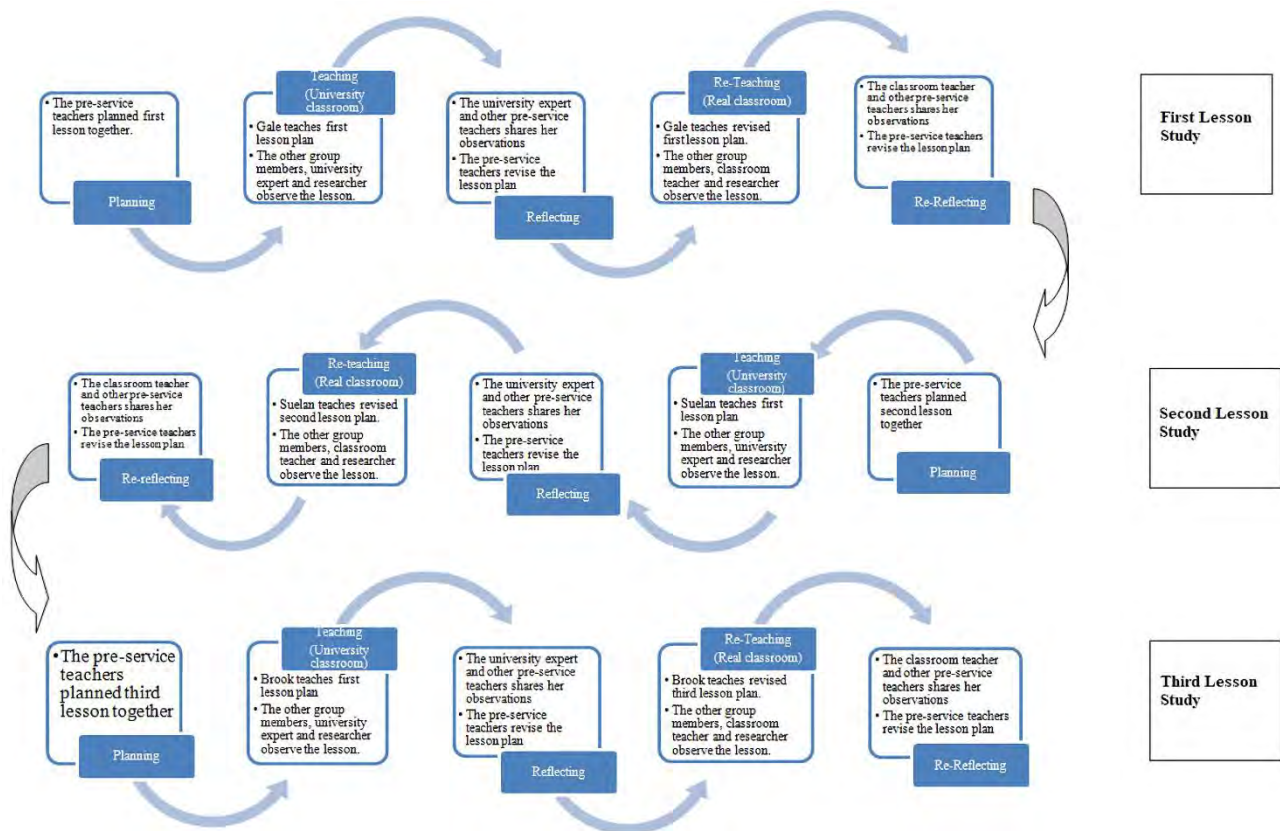 • The pre-service
teachers planned first
lesson together.
Planning
Teaching
(University
classroom)
• Gale teaches first
lesson plan
• The other group
members, university
expert and researcher
observe the lesson.
• The university expert
and other pre-service
teachers shares her
observations
• The pre-service
teachers revise the
lesson plan
Reflecting
Re-Teaching
(Real classroom)
• Gale teaches revised
first lesson plan.
• The other group
members, classroom
teacher and researcher
observe the lesson.
• The classroom teacher
and other pre-service
teachers shares her
observations
• The pre-service teachers
revise the lesson plan
Re-Reflecting
First Lesson
Study
• The classroom teacher
and other pre-service
teachers shares her
observations
• The pre-service teachers
revise the lesson plan
Re-reflecting
Re-teaching
(Real classroom)
• Suelan teaches revised
second lesson plan.
• The other group
members, classroom
teacher and researcher
observe the lesson.
• The university expert
and other pre-service
teachers shares her
observations
• The pre-service
teachers revise the
lesson plan
Reflecting
Teaching
(University
classroom)
• Suelan teaches first
lesson plan
• The other group
members, university
expert and researcher
observe the lesson.
• The pre-service
teachers planned
second lesson
together
Planning
Second Lesson
Study
• The pre-service
teachers
planned third
lesson together
Planning
Teaching
(University
classroom)
• Brook teaches first
lesson plan
• The other group
members, university
expert and researcher
observe the lesson.
• The university expert
and other pre-service
teachers shares her
observations
• The pre-service
teachers revise the
lesson plan
Reflecting
Re-Teaching
(Real classroom)
• Brook teaches revised
third lesson plan.
• The other group
members, classroom
teacher and researcher
observe the lesson.
• The classroom teacher
and other pre-service
teachers shares her
observations
• The pre-service teachers
revise the lesson plan
Re-Reflecting
Third Lesson
Study